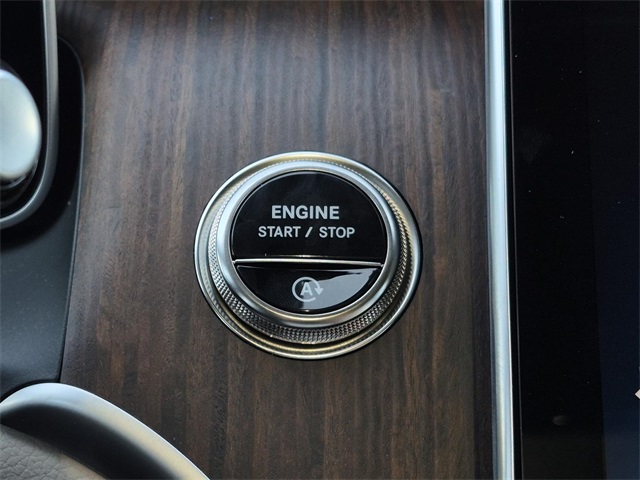 ENGINE
START / STOP
A